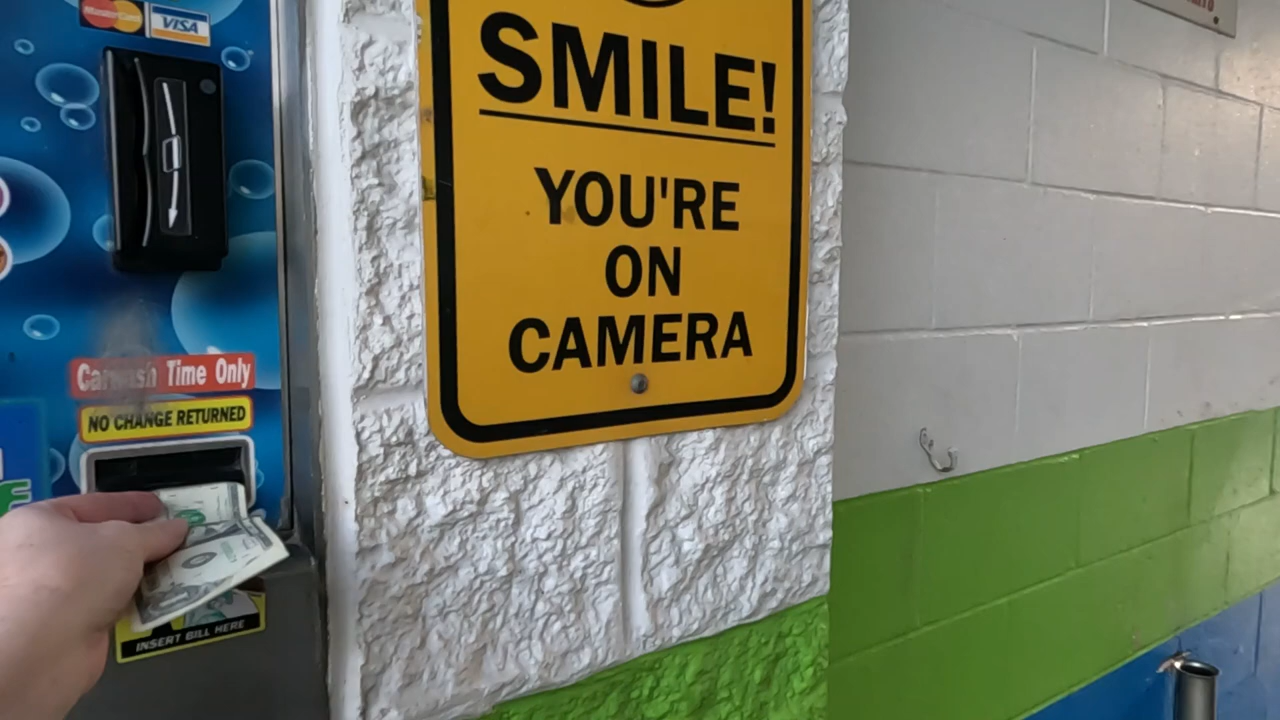 MasterCard
VISA
SMILE!
YOU'RE
ON
CAMERA
Carwash Time Only
NO CHANGE RETURNED
INSERT BILL HERE